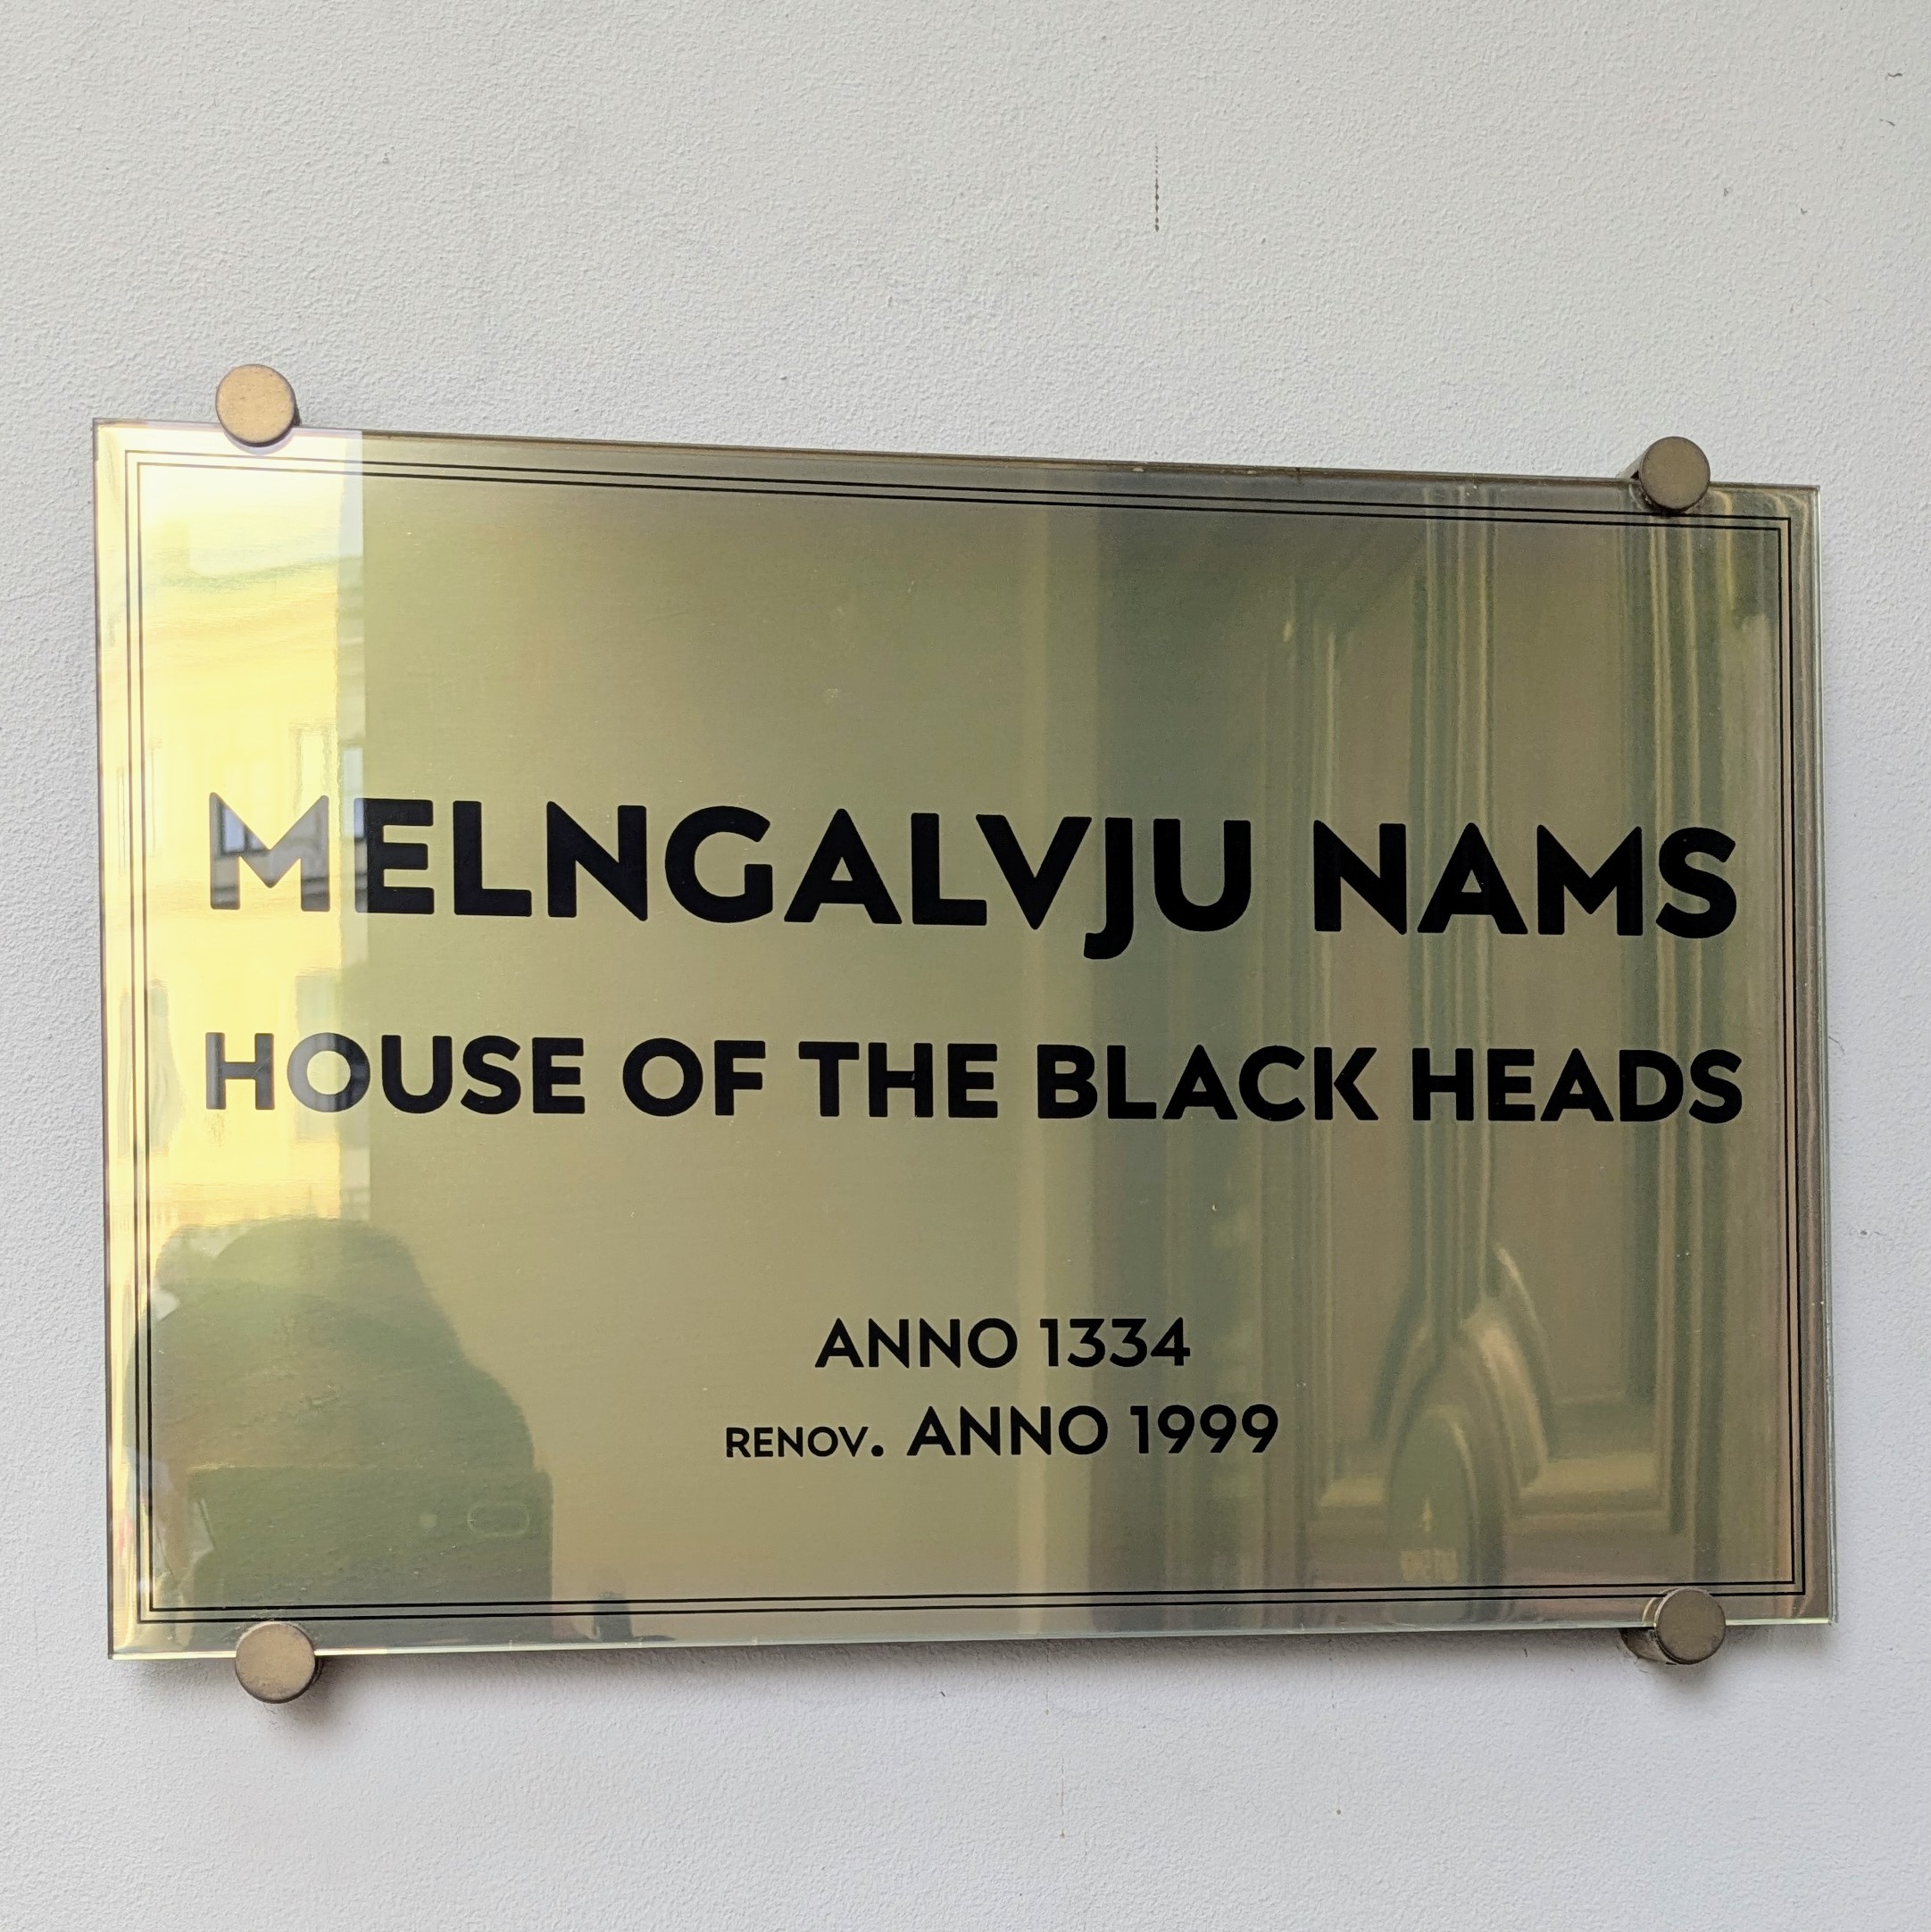 MELNGALVJU NAMS
HOUSE OF THE BLACK HEADS
ANNO 1334
RENOV. ANNO 1999